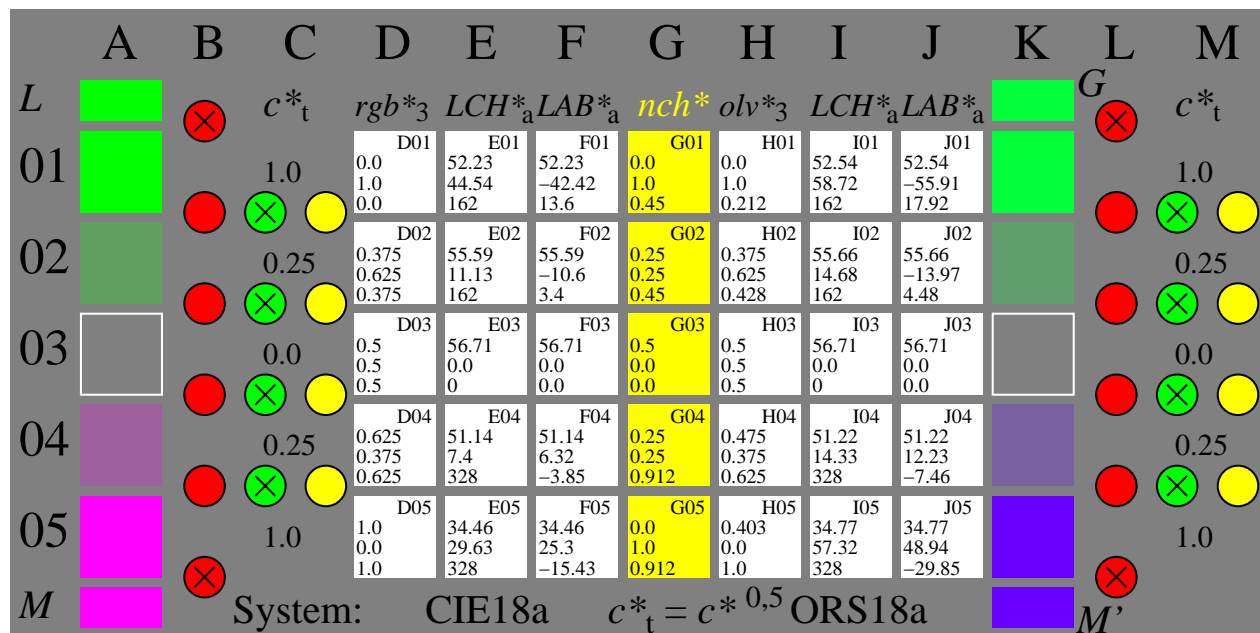 A B C D E F G H I J K L M
L c*t rgb*3 LCH*a LAB*a nch* olv*3 LCH*a LAB*a G c*t
01 1.0 D01 E01 F01 G01 H01 I01 J01 1.0
0.0 52.23 52.23 0.0 0.0 52.54 52.54
1.0 44.54 −42.42 1.0 1.0 58.72 −55.91
0.0 162 13.6 0.45 0.212 162 17.92
02 0.25 D02 E02 F02 G02 H02 I02 J02 0.25
0.375 55.59 55.59 0.25 0.375 55.66 55.66
0.625 11.13 −10.6 0.25 0.625 14.68 −13.97
0.375 162 3.4 0.45 0.428 162 4.48
03 0.0 D03 E03 F03 G03 H03 I03 J03 0.0
0.5 56.71 56.71 0.5 0.5 56.71 56.71
0.5 0.0 0.0 0.0 0.5 0.0 0.0
0.5 0 0.0 0.0 0.5 0 0.0
04 0.25 D04 E04 F04 G04 H04 I04 J04 0.25
0.625 51.14 51.14 0.25 0.475 51.22 51.22
0.375 7.4 6.32 0.25 0.375 14.33 12.23
0.625 328 −3.85 0.912 0.625 328 −7.46
05 1.0 D05 E05 F05 G05 H05 I05 J05 1.0
1.0 34.46 34.46 0.0 0.403 34.77 34.77
0.0 29.63 25.3 1.0 0.0 57.32 48.94
1.0 328 −15.43 0.912 1.0 328 −29.85
M System: CIE18a c*t = c* 0,5 ORS18a M’